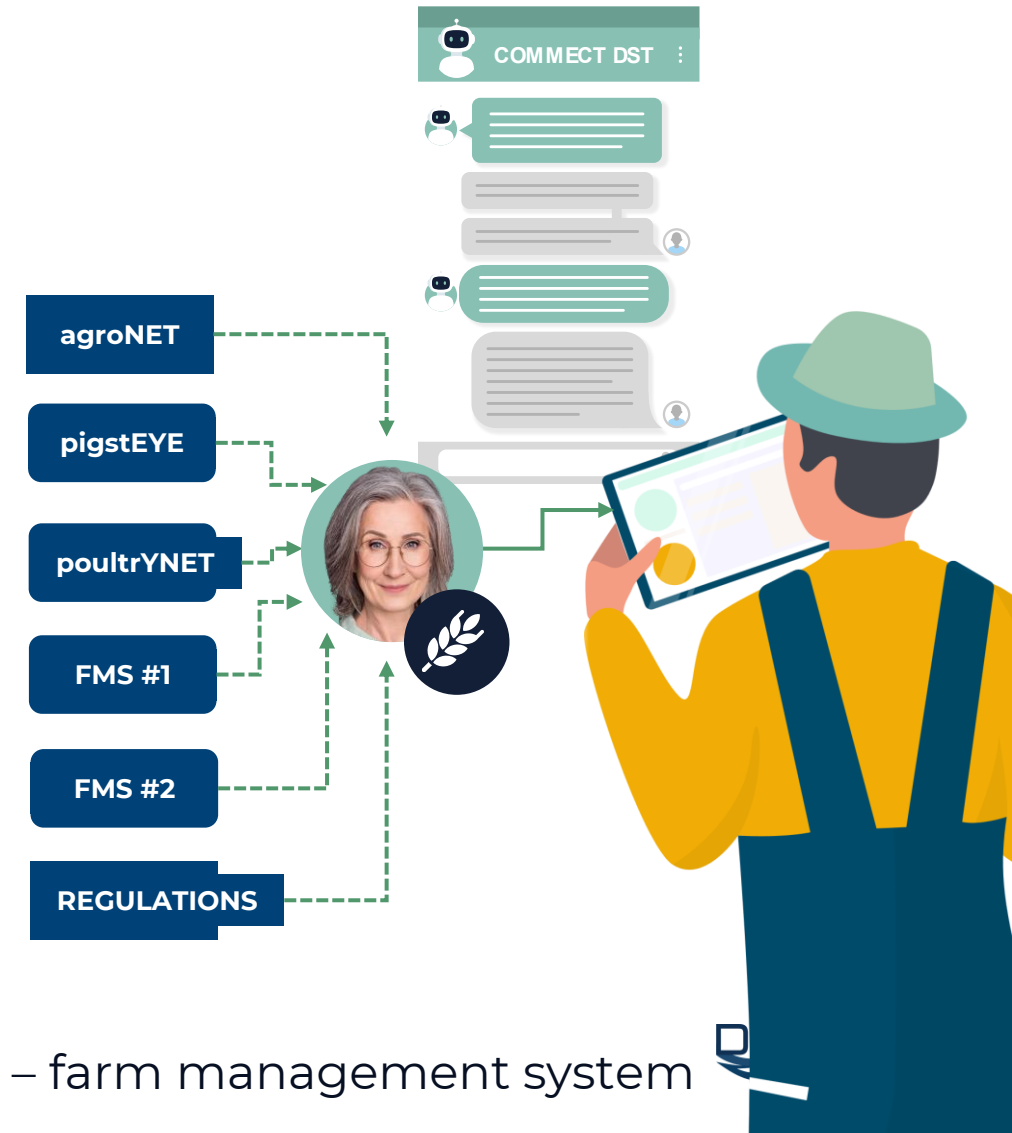 COMMECT DST
agroNET
pigstEYE
poultrYNET
FMS #1
FMS #2
REGULATIONS
– farm management system
D